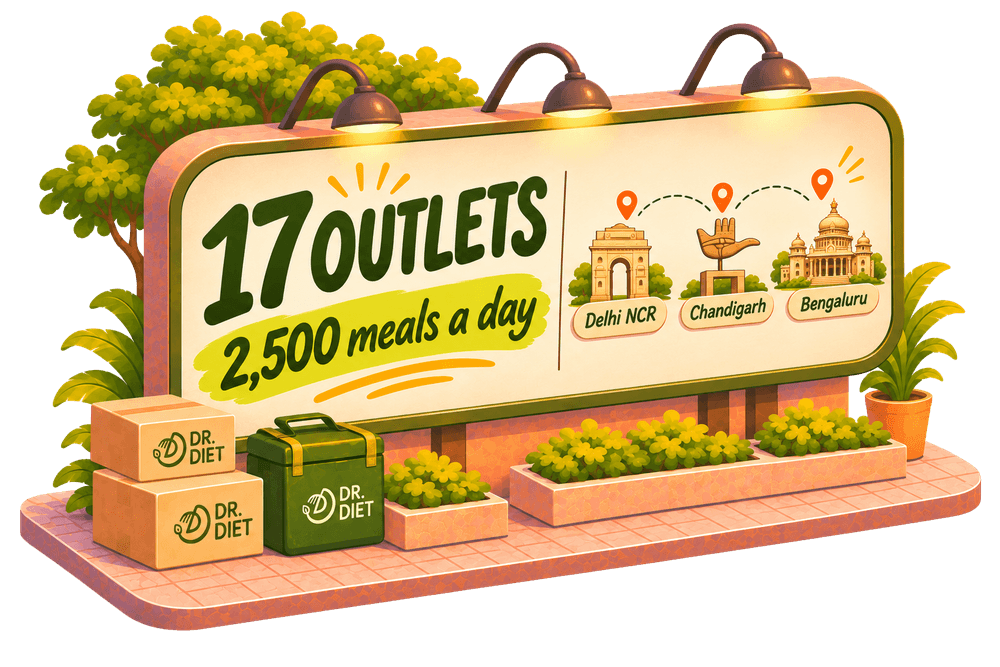 17 OUTLETS
2,500 meals a day
Delhi NCR
Chandigarh
Bengaluru
DR.
DIET
DR.
DIET
DR.
DIET